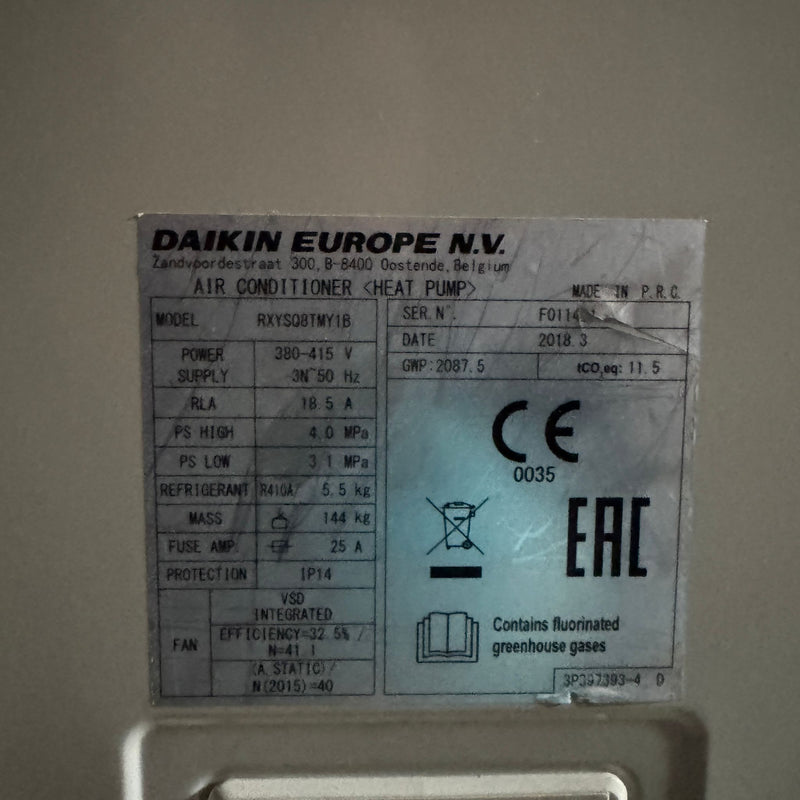 DAIKIN EUROPE N.V.
Zandvoordestraat 300, B-8400 Oostende, Belgium
AIR CONDITIONER <HEAT PUMP>
MADE IN P.R.C.
MODEL RXYSQ8TMY1B
POWER SUPPLY 380-415 V
3N~50 Hz
RLA 18.5 A
PS HIGH 4.0 MPa
PS LOW 3.1 MPa
REFRIGERANT R410A/ 5.5 kg
MASS 144 kg
FUSE AMP. 25 A
PROTECTION IP14
FAN
VSD
INTEGRATED
EFFICIENCY=32.5% /
N=41.1
(A, STATIC) /
N(2015)=40
SER. N°.
DATE 2018.3
GWP:2087.5 tCO₂eq: 11.5
CE
0035
EAC
Contains fluorinated
greenhouse gases
3P397393-4 D